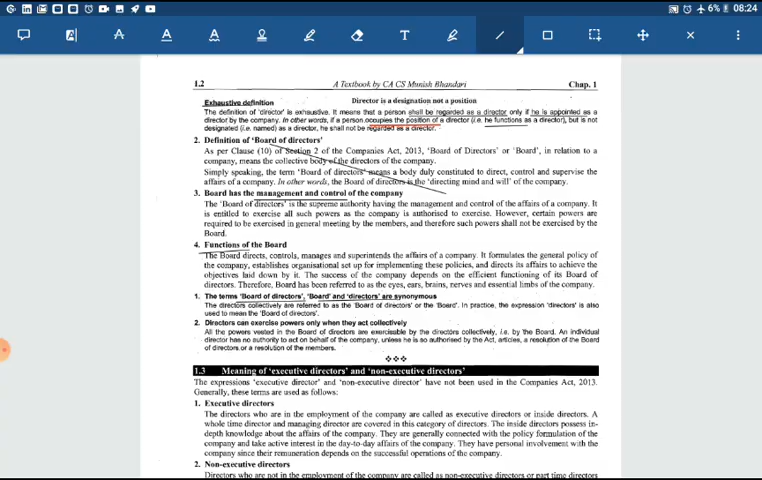 6% 08:24
T
1.2 A Textbook by CA CS Munish Bhandari Chap. 1
Exhaustive definition Director is a designation not a position
The definition of 'director' is exhaustive. It means that a person shall be regarded as a director only if he is appointed as a
director by the company. In other words, if a person occupies the position of a director (i.e. he functions as a director), but is not
designated (i.e. named) as a director, he shall not be regarded as a director.
2. Definition of 'Board of directors'
As per Clause (10) of Section 2 of the Companies Act, 2013, 'Board of Directors' or 'Board', in relation to a
company, means the collective body of the directors of the company.
Simply speaking, the term 'Board of directors' means a body duly constituted to direct, control and supervise the
affairs of a company. In other words, the Board of directors is the 'directing mind and will' of the company.
3. Board has the management and control of the company
The 'Board of directors' is the supreme authority having the management and control of the affairs of a company. It
is entitled to exercise all such powers as the company is authorised to exercise. However, certain powers are
required to be exercised in general meeting by the members, and therefore such powers shall not be exercised by the
Board.
4. Functions of the Board
The Board directs, controls, manages and superintends the affairs of a company. It formulates the general policy of
the company, establishes organisational set up for implementing these policies, and directs its affairs to achieve the
objectives laid down by it. The success of the company depends on the efficient functioning of its Board of
directors. Therefore, Board has been referred to as the eyes, ears, brains, nerves and essential limbs of the company.
1. The terms 'Board of directors', 'Board' and 'directors' are synonymous
The directors collectively are referred to as the 'Board of directors' or the 'Board'. In practice, the expression 'directors' is also
used to mean the 'Board of directors'.
2. Directors can exercise powers only when they act collectively
All the powers vested in the Board of directors are exercisable by the directors collectively, i.e. by the Board. An individual
director has no authority to act on behalf of the company, unless he is so authorised by the Act, articles, a resolution of the Board
of directors or a resolution of the members.
1.3 Meaning of 'executive directors' and 'non-executive directors'
The expressions 'executive director' and 'non-executive director' have not been used in the Companies Act, 2013.
Generally, these terms are used as follows:
1. Executive directors
The directors who are in the employment of the company are called as executive directors or inside directors. A
whole time director and managing director are covered in this category of directors. The inside directors possess in-
depth knowledge about the affairs of the company. They are generally connected with the policy formulation of the
company and take active interest in the day-to-day affairs of the company. They have personal involvement with the
company since their remuneration depends on the successful operations of the company.
2. Non-executive directors
Directors who are not in the employment of the company are called as non-executive directors or part time directors